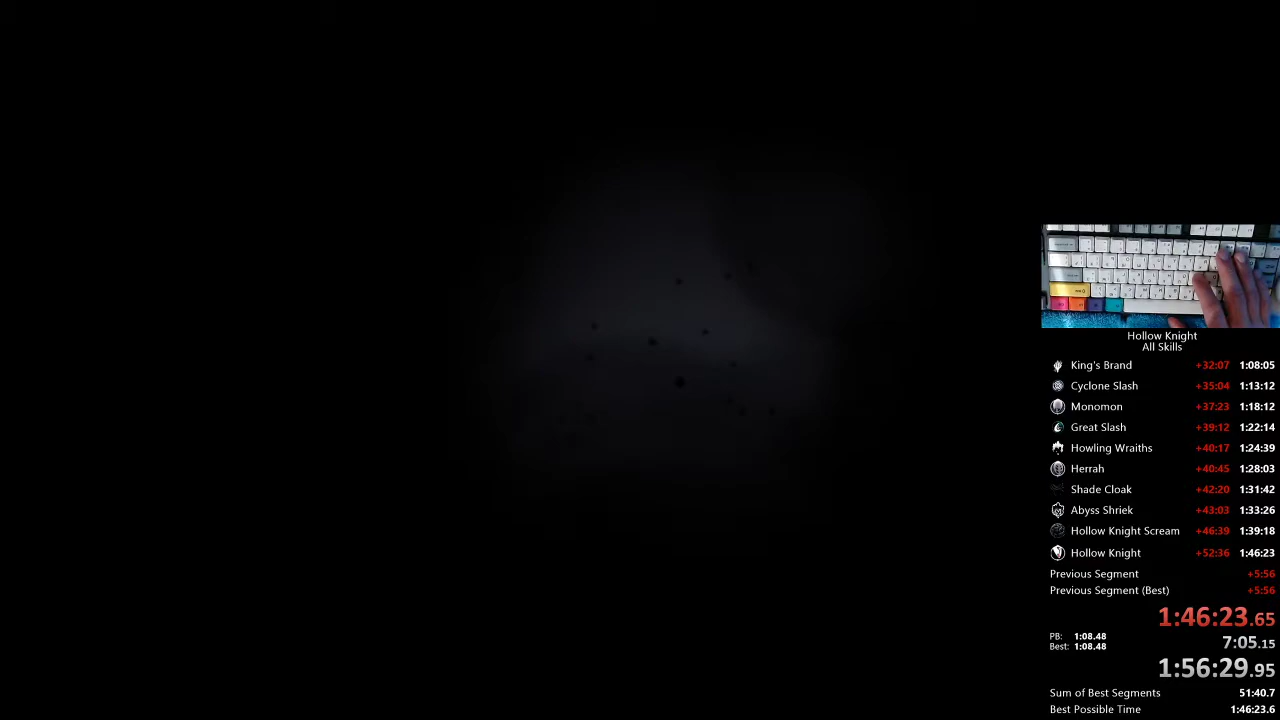 Hollow Knight
All Skills
King's Brand +32:07 1:08:05
Cyclone Slash +35:04 1:13:12
Monomon +37:23 1:18:12
Great Slash +39:12 1:22:14
Howling Wraiths +40:17 1:24:39
Herrah +40:45 1:28:03
Shade Cloak +42:20 1:31:42
Abyss Shriek +43:03 1:33:26
Hollow Knight Scream +46:39 1:39:18
Hollow Knight +52:36 1:46:23
Previous Segment +5:56
Previous Segment (Best) +5:56
1:46:23.65
PB: 1:08.48
Best: 1:08.48
7:05.15
1:56:29.95
Sum of Best Segments 51:40.7
Best Possible Time 1:46:23.6